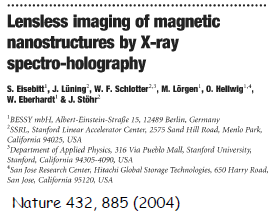 Lensless imaging of magnetic
nanostructures by X-ray
spectro-holography
S. Eisebitt¹, J. Lüning², W. F. Schlotter²,³, M. Lörgen¹, O. Hellwig¹,⁴,
W. Eberhardt¹ & J. Stöhr²
¹BESSY mbH, Albert-Einstein-Straße 15, 12489 Berlin, Germany
²SSRL, Stanford Linear Accelerator Center, 2575 Sand Hill Road, Menlo Park,
California 94025, USA
³Department of Applied Physics, 316 Via Pueblo Mall, Stanford University,
Stanford, California 94305-4090, USA
⁴San Jose Research Center, Hitachi Global Storage Technologies, 650 Harry Road,
San Jose, California 95120, USA
Nature 432, 885 (2004)